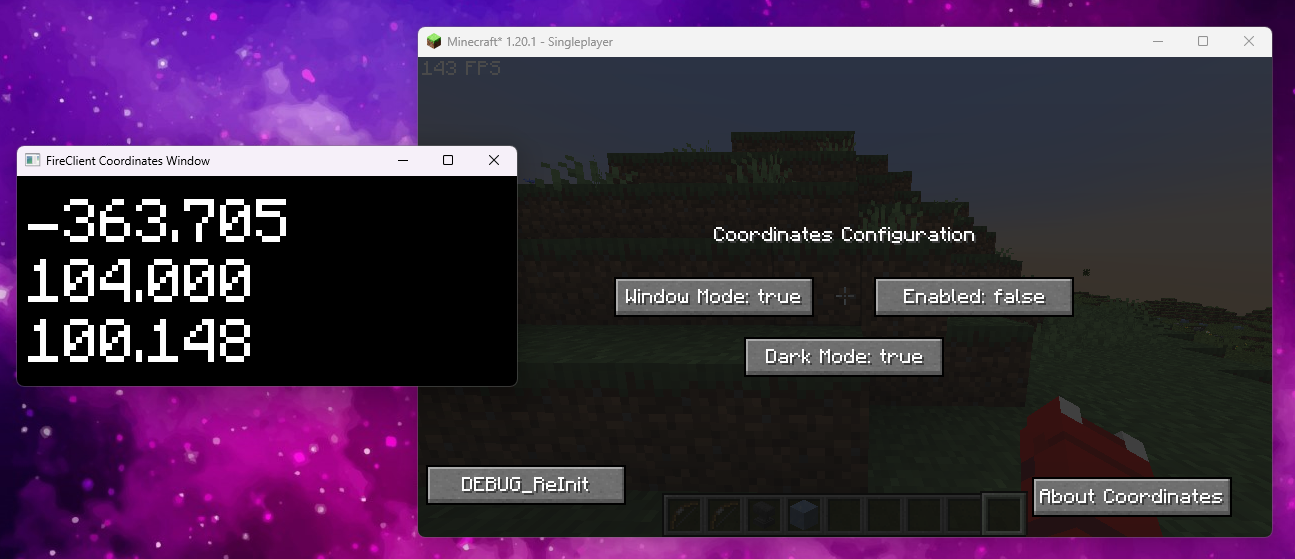 Minecraft* 1.20.1 - Singleplayer
143 FPS
FireClient Coordinates Window
-363.705
104.000
100.148
Coordinates Configuration
Window Mode: true
Enabled: false
Dark Mode: true
DEBUG_ReInit
About Coordinates